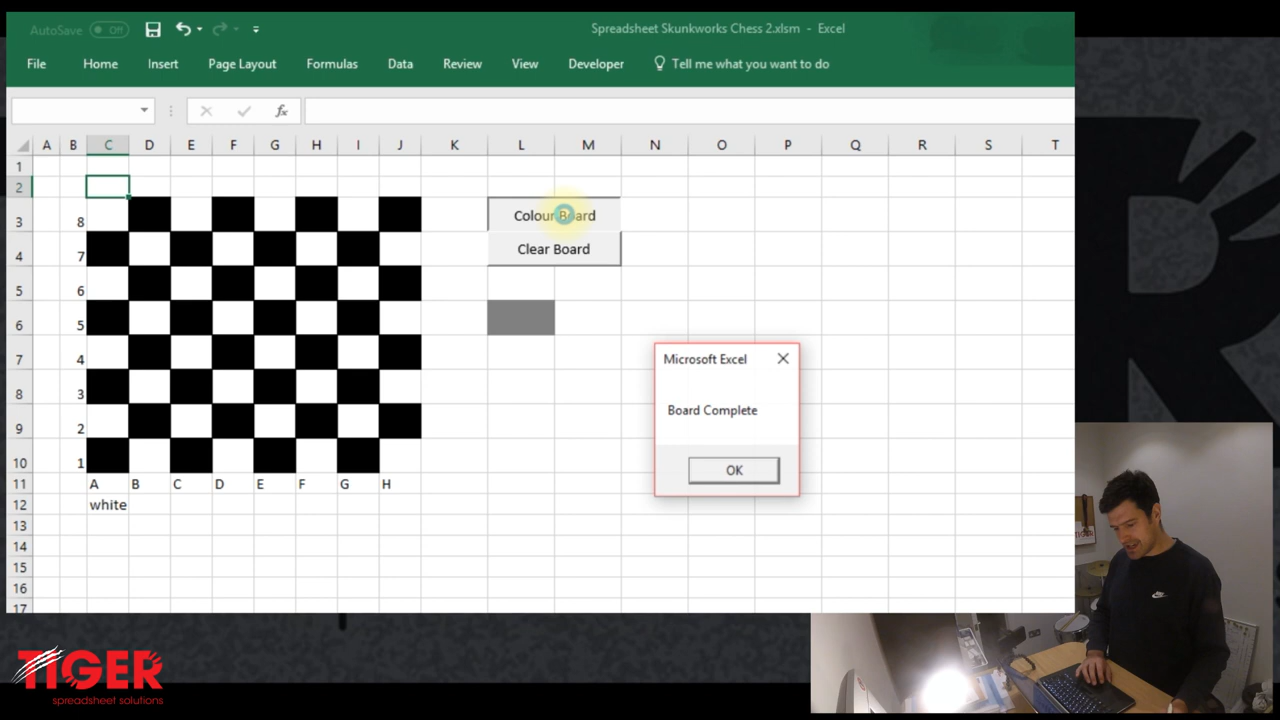 AutoSave Off
Spreadsheet Skunkworks Chess 2.xlsm - Excel
File Home Insert Page Layout Formulas Data Review View Developer Tell me what you want to do
fx
A B C D E F G H I J K L M N O P Q R S T
1
2
3 8 Colour Board
4 7 Clear Board
5 6
6 5
7 4
8 3
9 2
10 1
11 A B C D E F G H
12 white
13
14
15
16
17
Microsoft Excel
Board Complete
OK
TIGER
spreadsheet solutions